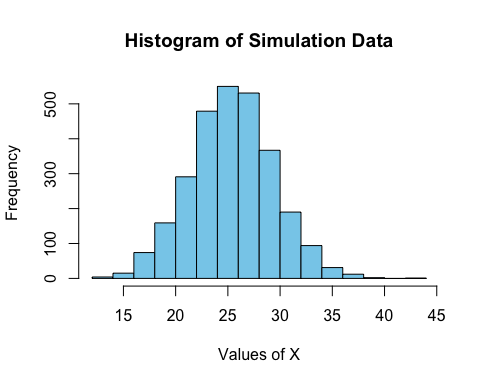 Histogram of Simulation Data
Frequency
500
300
100
0
15 20 25 30 35 40 45
Values of X